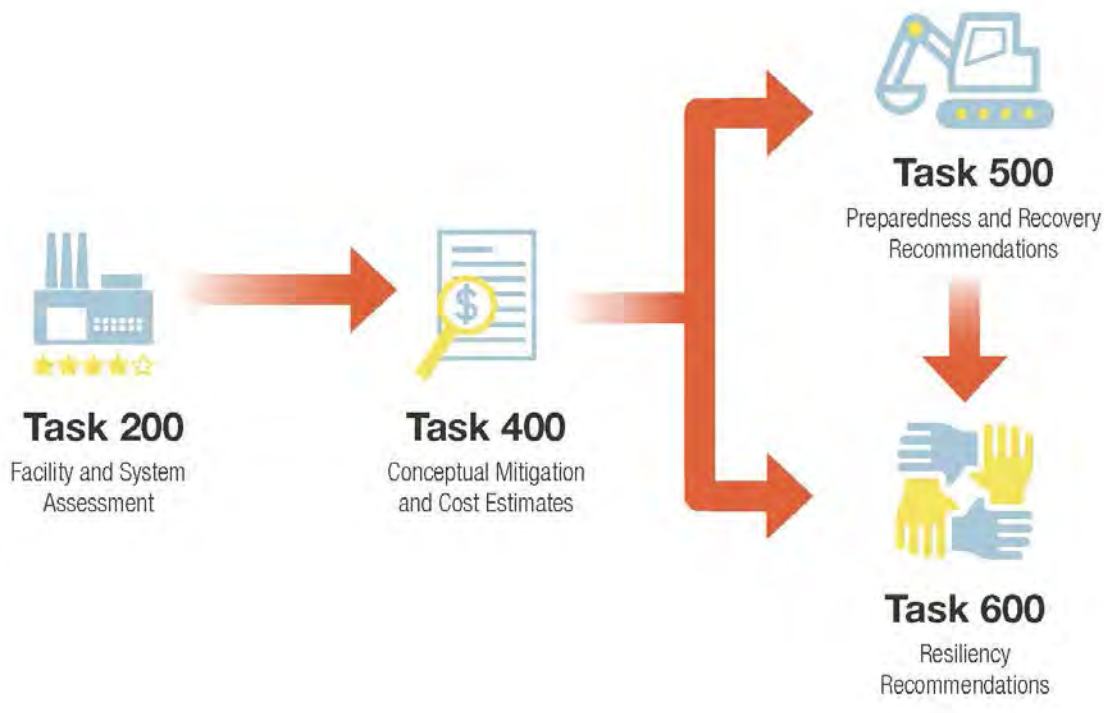 Task 200
Facility and System
Assessment
Task 400
Conceptual Mitigation
and Cost Estimates
$
Task 500
Preparedness and Recovery
Recommendations
Task 600
Resiliency
Recommendations